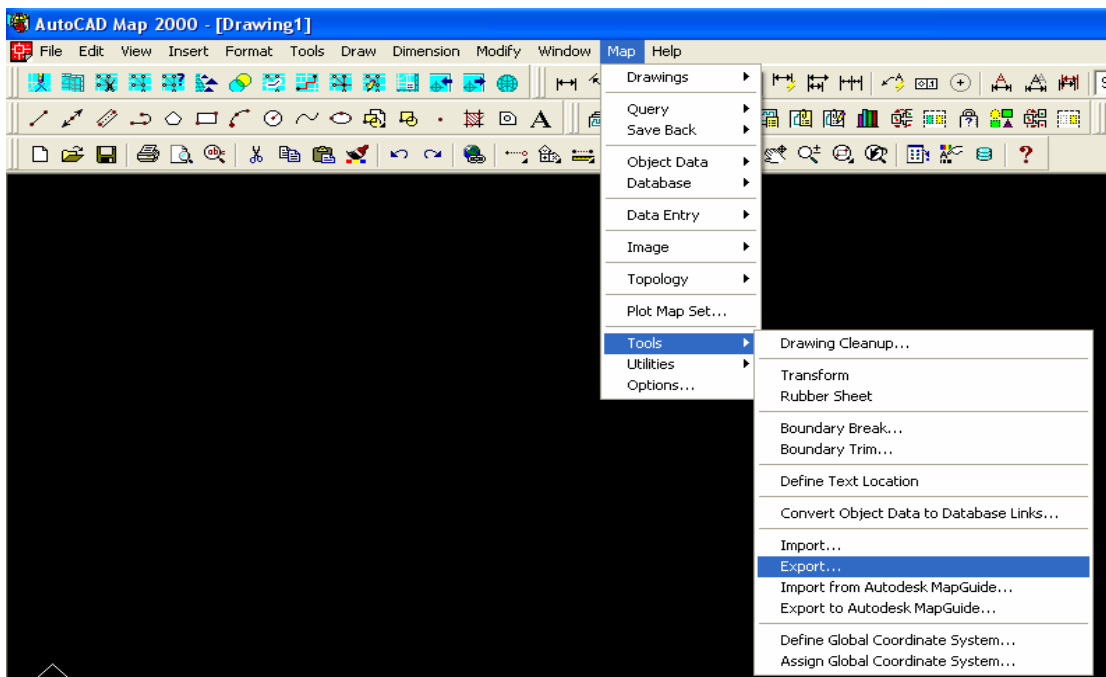 AutoCAD Map 2000 - [Drawing1]
File Edit View Insert Format Tools Draw Dimension Modify Window Map Help
Drawings
Query
Save Back
Object Data
Database
Data Entry
Image
Topology
Plot Map Set...
Tools
Utilities
Options...
Drawing Cleanup...
Transform
Rubber Sheet
Boundary Break...
Boundary Trim...
Define Text Location
Convert Object Data to Database Links...
Import...
Export...
Import from Autodesk MapGuide...
Export to Autodesk MapGuide...
Define Global Coordinate System...
Assign Global Coordinate System...